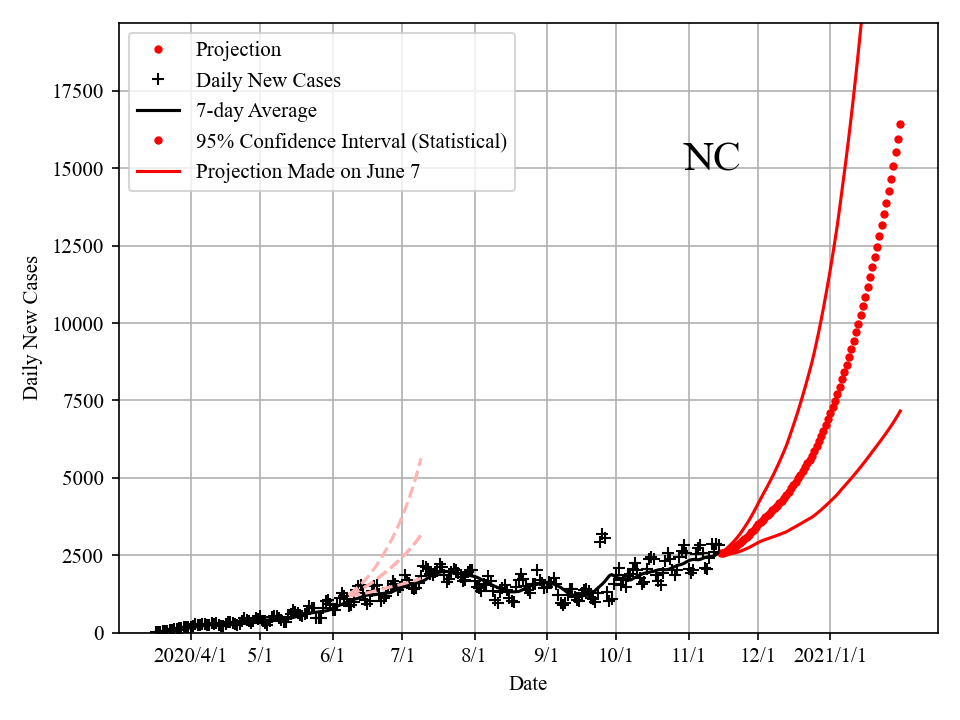 Projection
Daily New Cases
7-day Average
95% Confidence Interval (Statistical)
Projection Made on June 7
NC
17500
15000
12500
10000
7500
5000
2500
0
Daily New Cases
2020/4/1 5/1 6/1 7/1 8/1 9/1 10/1 11/1 12/1 2021/1/1
Date